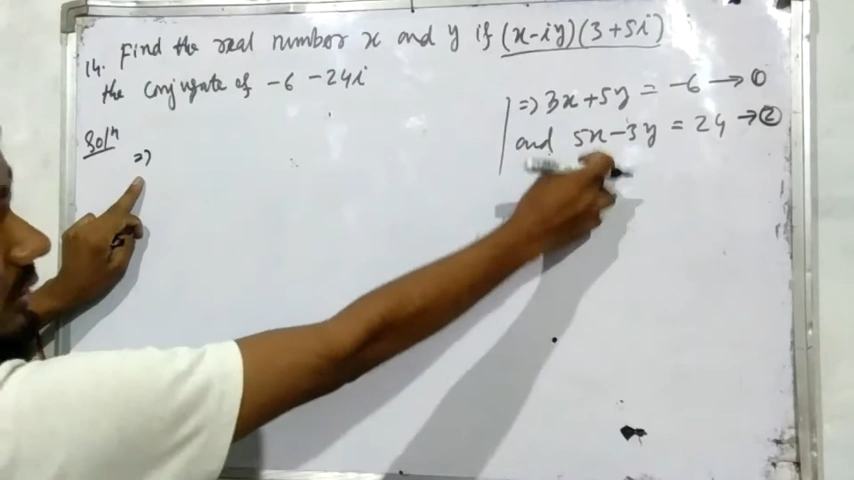 14. Find the real number x and y if (x-iy)(3+5i)
the conjugate of -6 -24i
Solⁿ
=>
=> 3x+5y = -6 → ①
and 5x-3y = 24 → ②